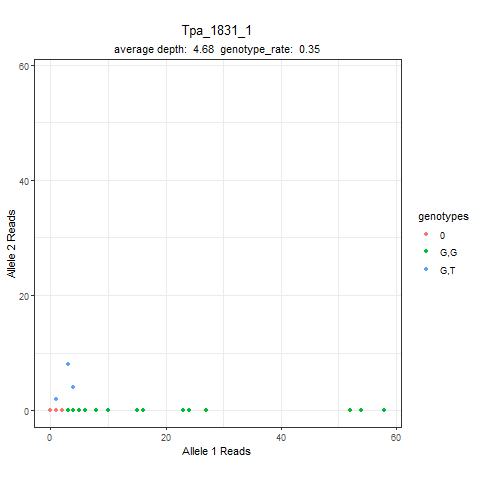 Tpa_1831_1
average depth: 4.68 genotype_rate: 0.35
60
40
20
0
Allele 2 Reads
0 20 40 60
Allele 1 Reads
genotypes
0
G,G
G,T